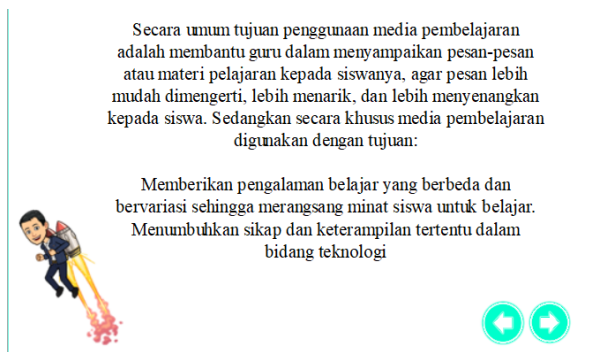 Secara umum tujuan penggunaan media pembelajaran
adalah membantu guru dalam menyampaikan pesan-pesan
atau materi pelajaran kepada siswanya, agar pesan lebih
mudah dimengerti, lebih menarik, dan lebih menyenangkan
kepada siswa. Sedangkan secara khusus media pembelajaran
digunakan dengan tujuan:
Memberikan pengalaman belajar yang berbeda dan
bervariasi sehingga merangsang minat siswa untuk belajar.
Menumbuhkan sikap dan keterampilan tertentu dalam
bidang teknologi